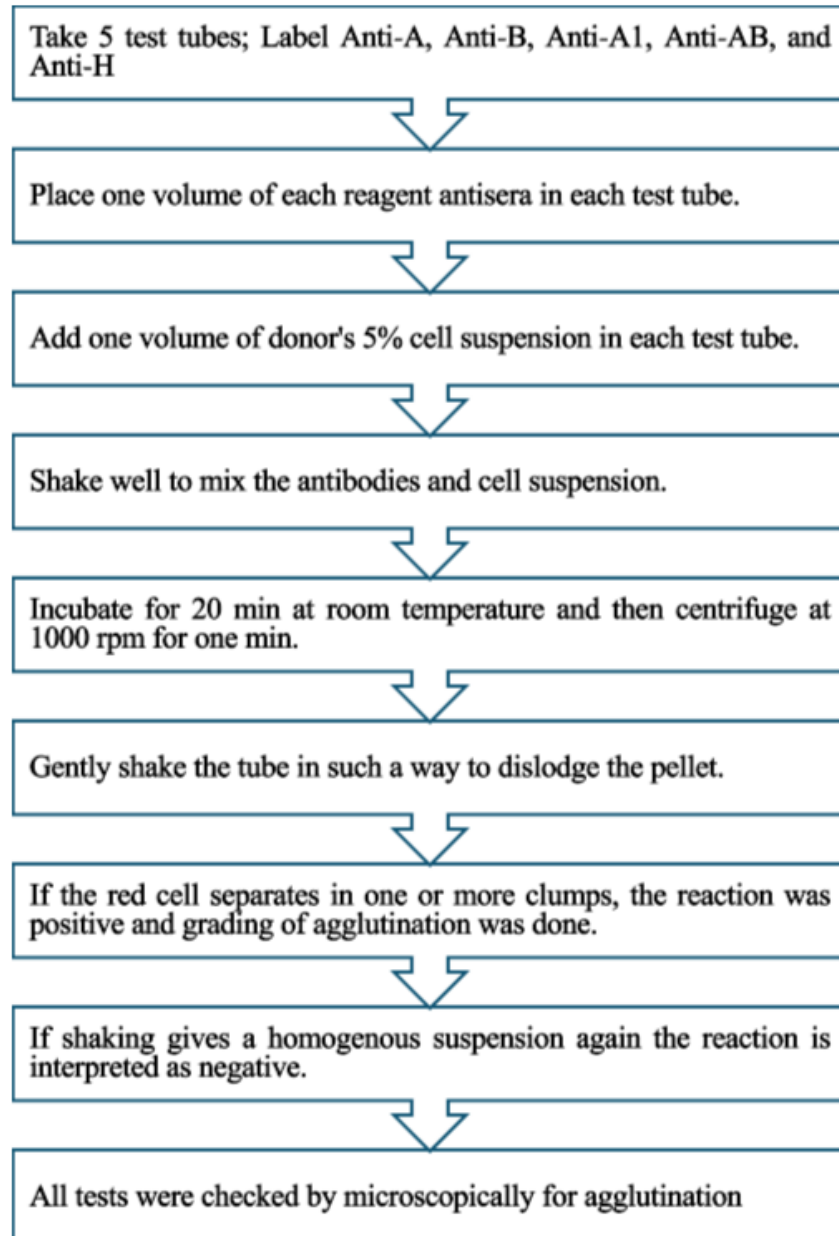 Take 5 test tubes; Label Anti-A, Anti-B, Anti-A1, Anti-AB, and
Anti-H
Place one volume of each reagent antisera in each test tube.
Add one volume of donor's 5% cell suspension in each test tube.
Shake well to mix the antibodies and cell suspension.
Incubate for 20 min at room temperature and then centrifuge at
1000 rpm for one min.
Gently shake the tube in such a way to dislodge the pellet.
If the red cell separates in one or more clumps, the reaction was
positive and grading of agglutination was done.
If shaking gives a homogenous suspension again the reaction is
interpreted as negative.
All tests were checked by microscopically for agglutination